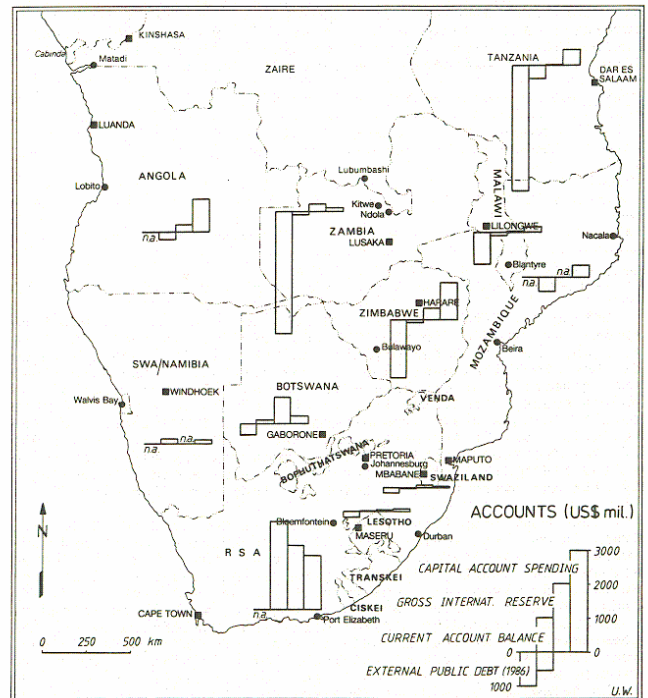 KINSHASA
Cabinda
Matadi
ZAIRE
TANZANIA
DAR ES
SALAAM
LUANDA
ANGOLA
Lobito
n.a.
Lubumbashi
Kitwe
Ndola
ZAMBIA
LUSAKA
MALAWI
LILONGWE
Nacala
Blantyre
n.a.
n.a.
ZIMBABWE
HARARE
MOZAMBIQUE
Bulawayo
Beira
SWA/NAMIBIA
WINDHOEK
BOTSWANA
Walvis Bay
VENDA
GABORONE
n.a.
n.a.
BOPHUTHATSWANA
PRETORIA
Johannesburg
MBABANE
MAPUTO
SWAZILAND
N
Bloemfontein
LESOTHO
MASERU
Durban
R S A
TRANSKEI
n.a.
CISKEI
CAPE TOWN
Port Elizabeth
0 250 500 km
ACCOUNTS (US$ mil.)
3000
CAPITAL ACCOUNT SPENDING
2000
GROSS INTERNAT. RESERVE
1000
CURRENT ACCOUNT BALANCE
0
0
EXTERNAL PUBLIC DEBT (1986)
1000
U.W.